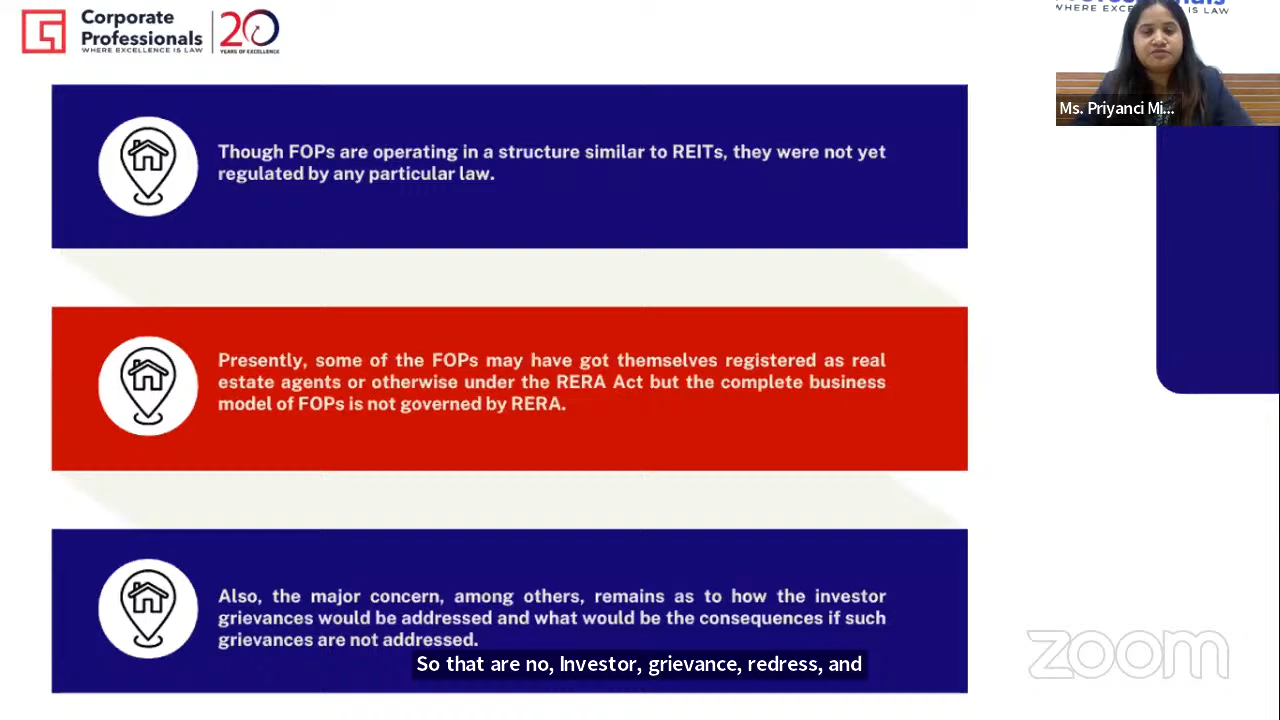 Corporate
Professionals
WHERE EXCELLENCE IS LAW
20
YEARS OF EXCELLENCE
WHERE EXCELLENCE IS LAW
Ms. Priyanci Mi...
Though FOPs are operating in a structure similar to REITs, they were not yet
regulated by any particular law.
Presently, some of the FOPs may have got themselves registered as real
estate agents or otherwise under the RERA Act but the complete business
model of FOPs is not governed by RERA.
Also, the major concern, among others, remains as to how the investor
grievances would be addressed and what would be the consequences if such
grievances are not addressed.
So that are no, Investor, grievance, redress, and
zoom